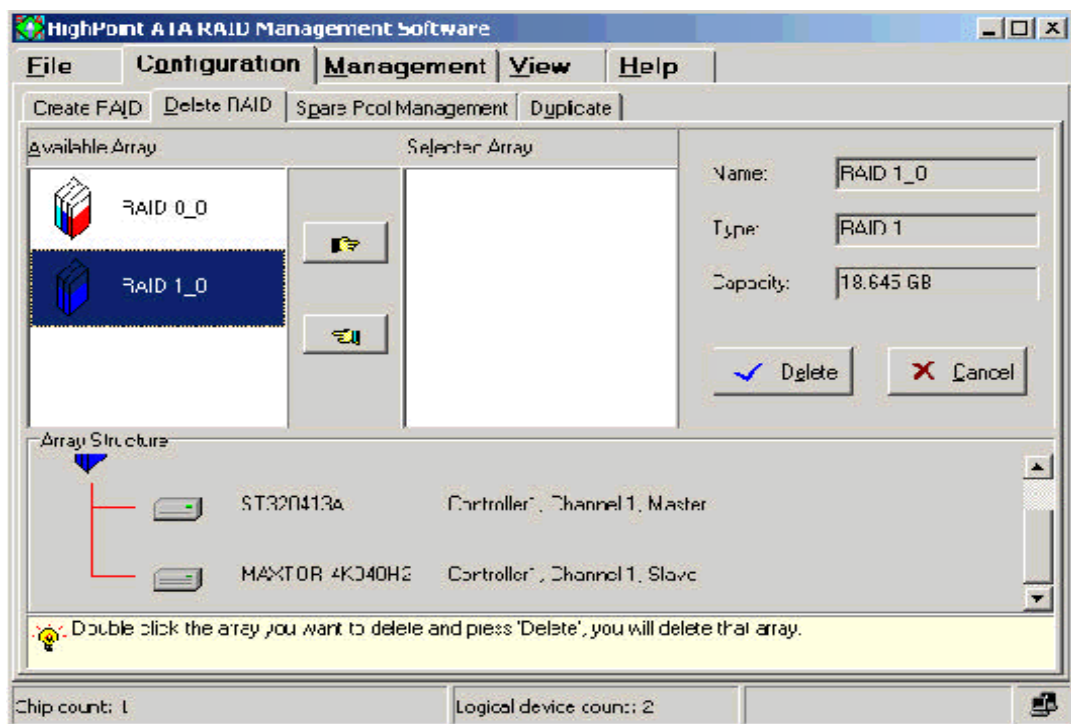 HighPoint ATA RAID Management Software
File Configuration Management View Help
Create RAID Delete RAID Spare Pool Management Duplicate
Available Array Selected Array
RAID 0_0
RAID 1_0
Name: RAID 1_0
Type: RAID 1
Capacity: 18.645 GB
Delete Cancel
Array Structure
ST320413A Controller1, Channel 1, Master
MAXTOR 4K040H2 Controller1, Channel 1, Slave
Double click the array you want to delete and press 'Delete', you will delete that array.
Chip count: 1 Logical device count: 2